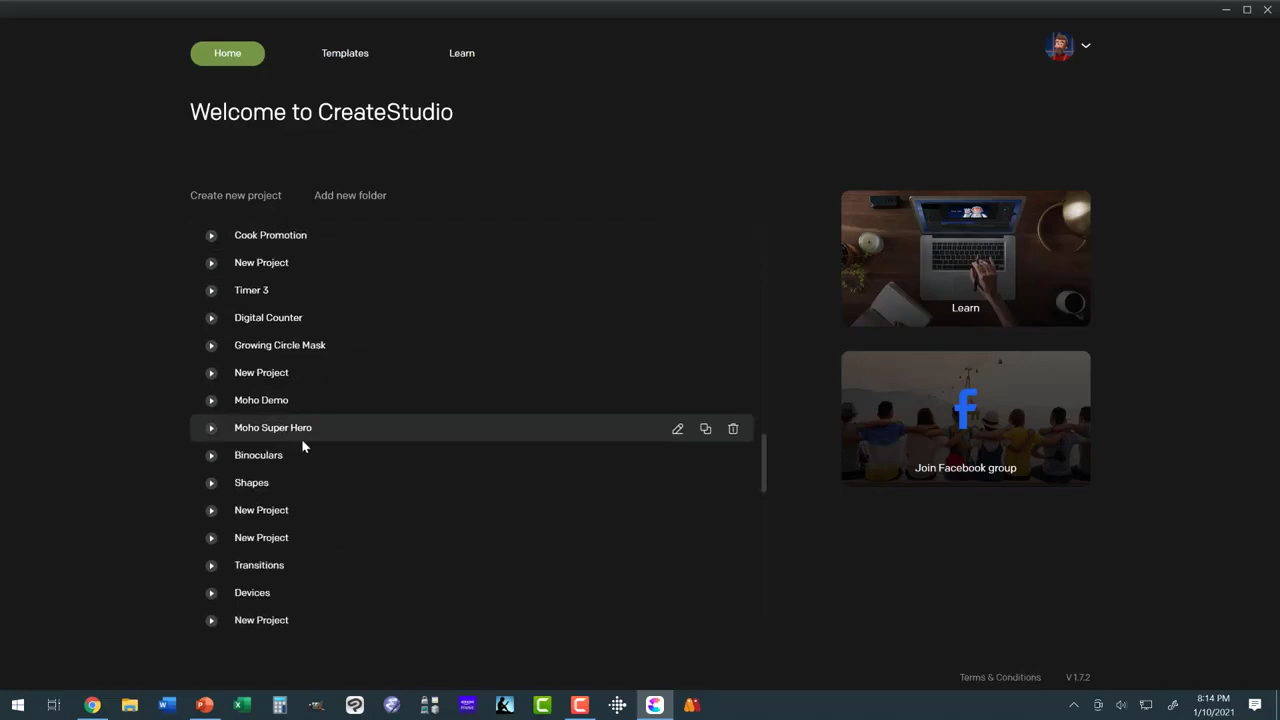 Home
Templates
Learn
Welcome to CreateStudio
Create new project
Add new folder
Cook Promotion
New Project
Timer 3
Digital Counter
Growing Circle Mask
New Project
Moho Demo
Moho Super Hero
Binoculars
Shapes
New Project
New Project
Transitions
Devices
New Project
Learn
Join Facebook group
Terms & Conditions
V 1.7.2
8:14 PM
1/10/2021